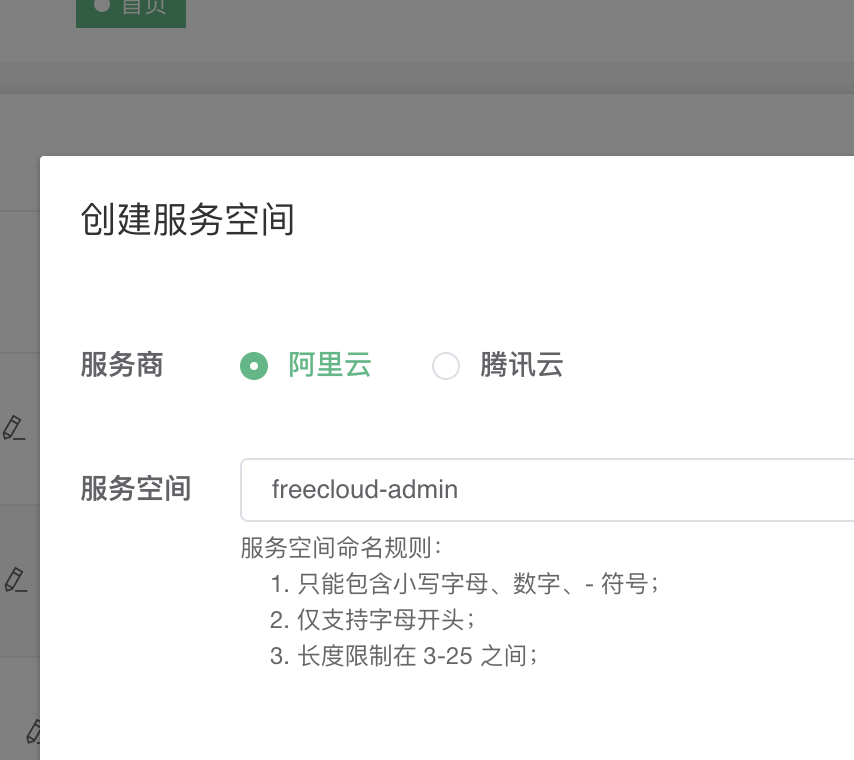 首页
创建服务空间
服务商 阿里云 腾讯云
服务空间 freecloud-admin
服务空间命名规则：
1. 只能包含小写字母、数字、- 符号；
2. 仅支持字母开头；
3. 长度限制在 3-25 之间；